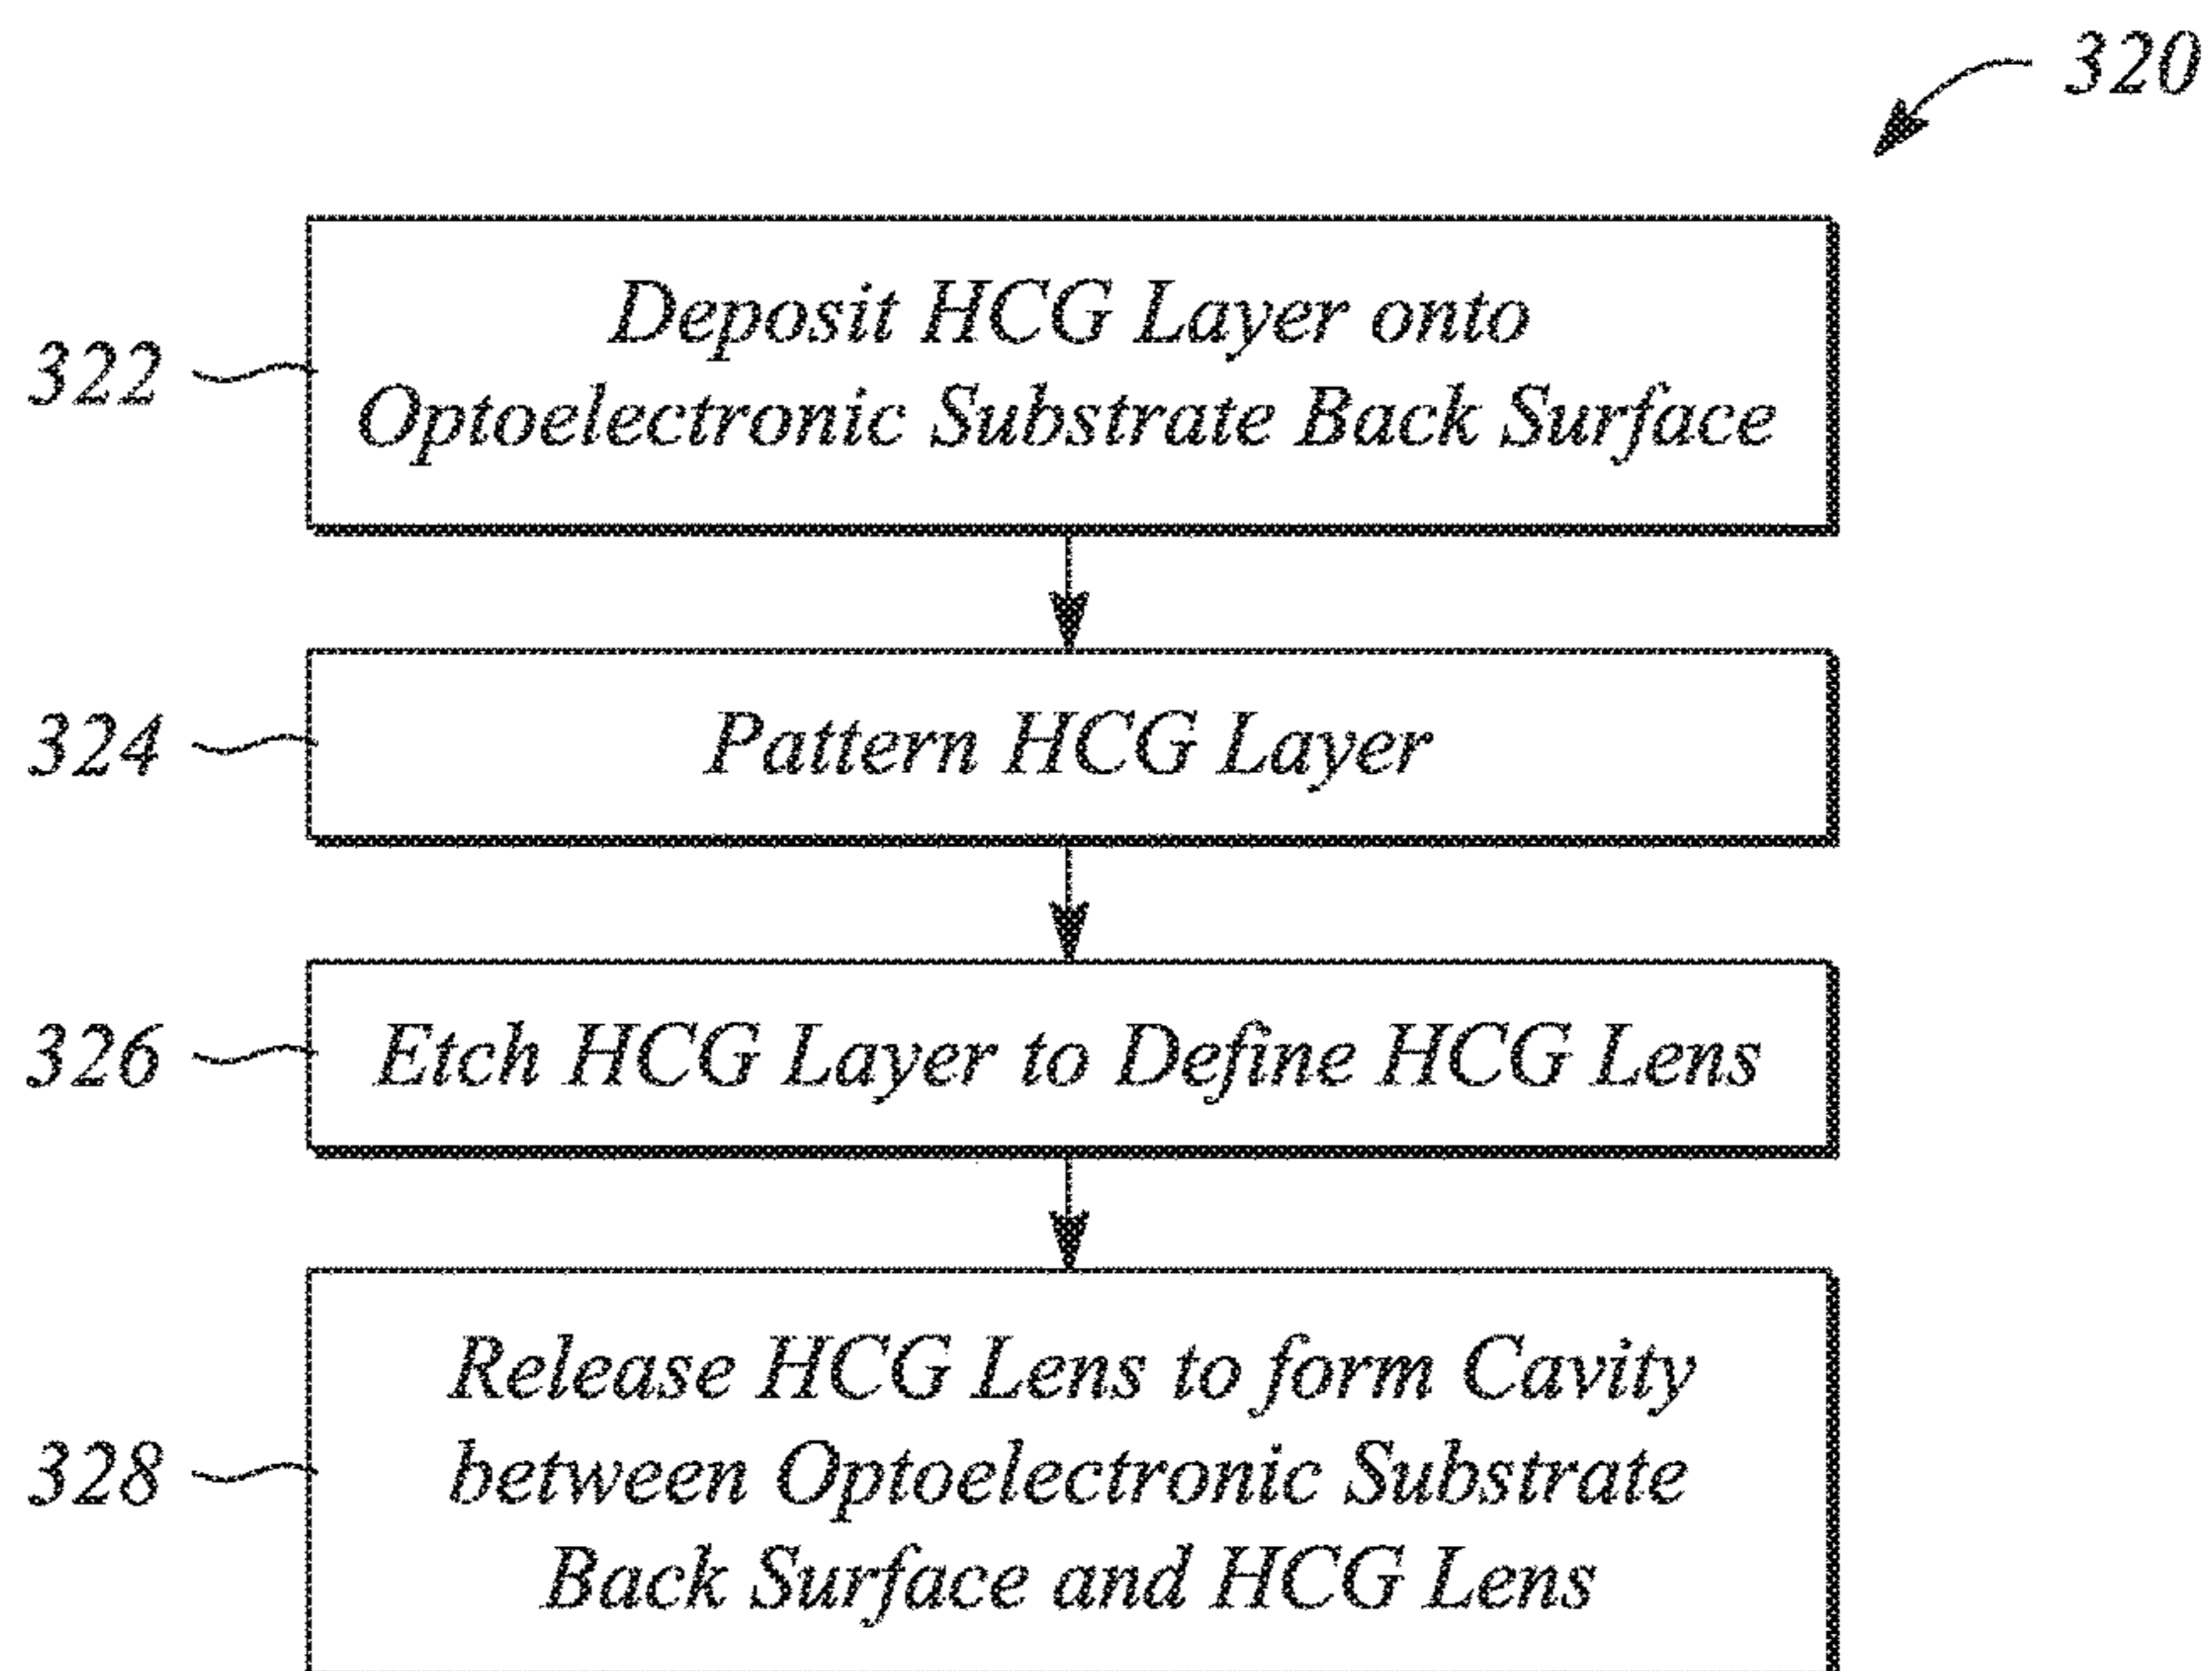 320
322
Deposit HCG Layer onto
Optoelectronic Substrate Back Surface
324
Pattern HCG Layer
326
Etch HCG Layer to Define HCG Lens
328
Release HCG Lens to form Cavity
between Optoelectronic Substrate
Back Surface and HCG Lens